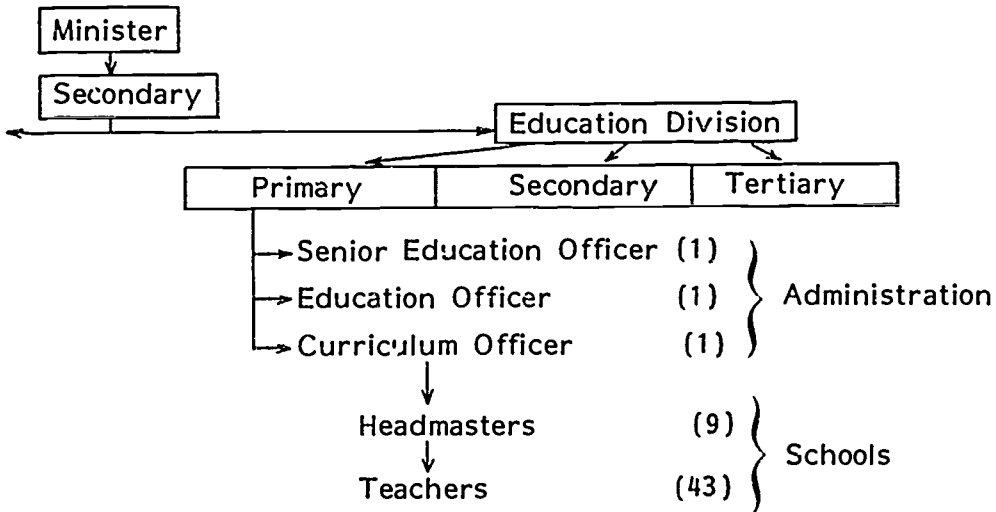 Minister
Secondary
Education Division
Primary Secondary Tertiary
Senior Education Officer (1)
Education Officer (1)
Administration
Curriculum Officer (1)
Headmasters (9)
Schools
Teachers (43)